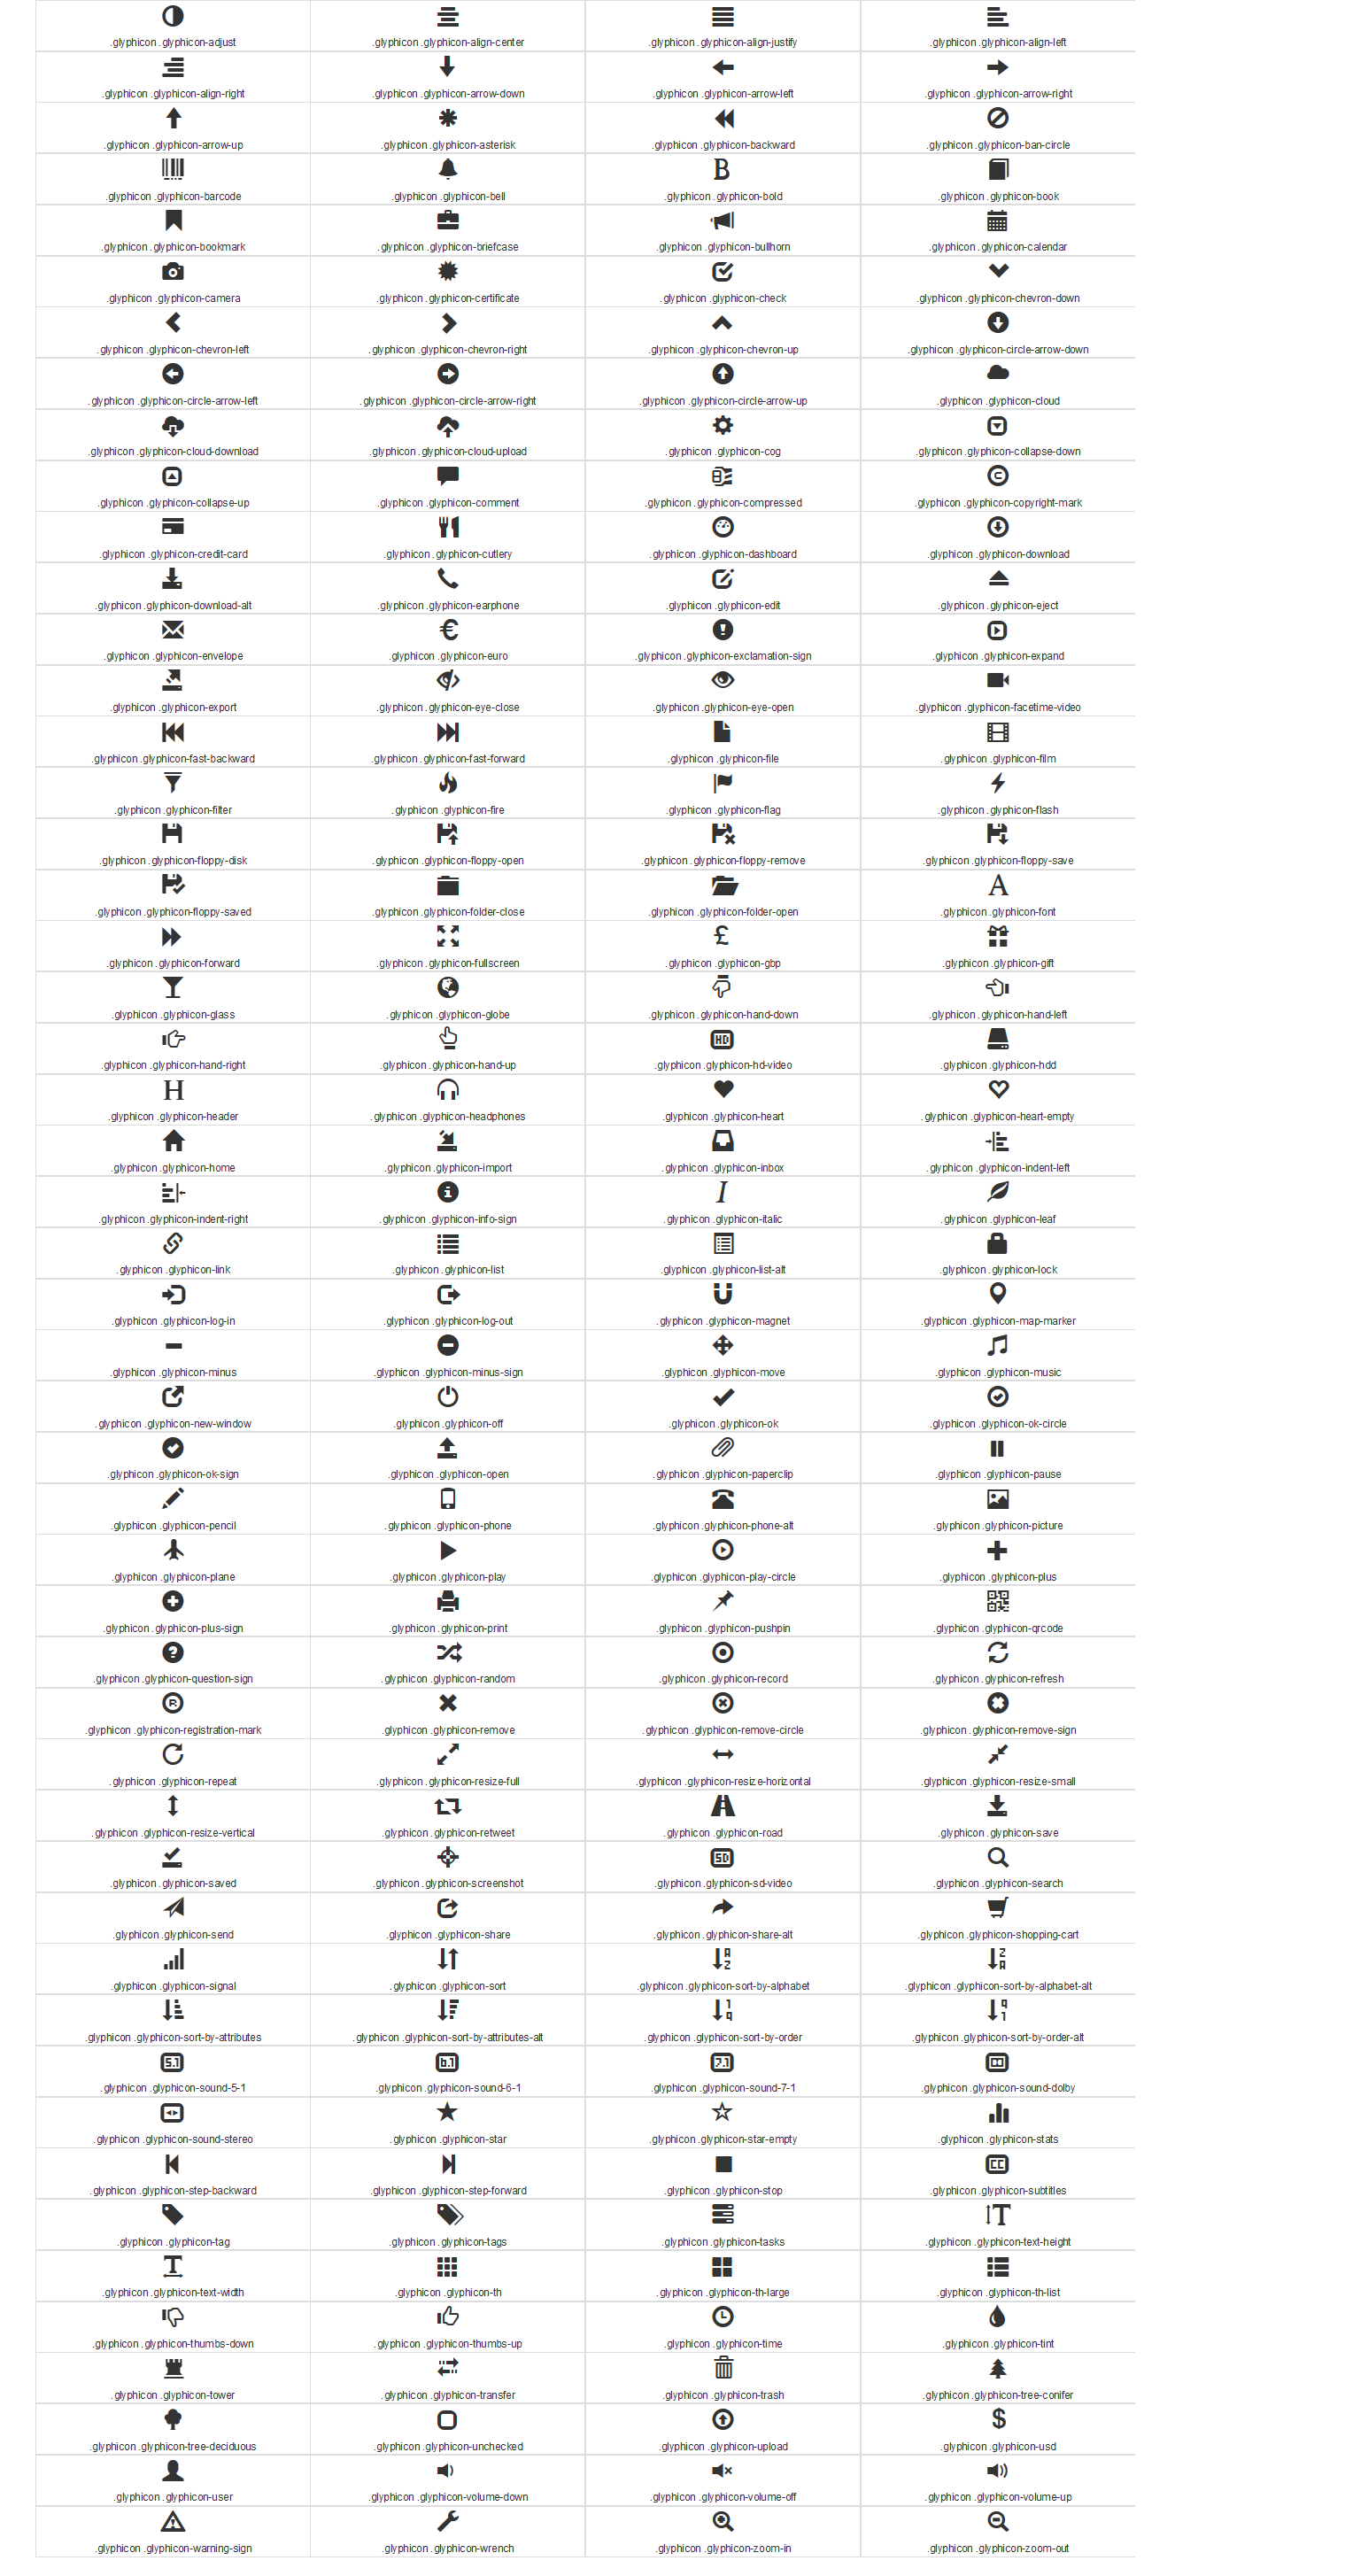 .glyphicon .glyphicon-adjust .glyphicon .glyphicon-align-center .glyphicon .glyphicon-align-justify .glyphicon .glyphicon-align-left
.glyphicon .glyphicon-align-right .glyphicon .glyphicon-arrow-down .glyphicon .glyphicon-arrow-left .glyphicon .glyphicon-arrow-right
.glyphicon .glyphicon-arrow-up .glyphicon .glyphicon-asterisk .glyphicon .glyphicon-backward .glyphicon .glyphicon-ban-circle
.glyphicon .glyphicon-barcode .glyphicon .glyphicon-bell .glyphicon .glyphicon-bold .glyphicon .glyphicon-book
.glyphicon .glyphicon-bookmark .glyphicon .glyphicon-briefcase .glyphicon .glyphicon-bullhorn .glyphicon .glyphicon-calendar
.glyphicon .glyphicon-camera .glyphicon .glyphicon-certificate .glyphicon .glyphicon-check .glyphicon .glyphicon-chevron-down
.glyphicon .glyphicon-chevron-left .glyphicon .glyphicon-chevron-right .glyphicon .glyphicon-chevron-up .glyphicon .glyphicon-circle-arrow-down
.glyphicon .glyphicon-circle-arrow-left .glyphicon .glyphicon-circle-arrow-right .glyphicon .glyphicon-circle-arrow-up .glyphicon .glyphicon-cloud
.glyphicon .glyphicon-cloud-download .glyphicon .glyphicon-cloud-upload .glyphicon .glyphicon-cog .glyphicon .glyphicon-collapse-down
.glyphicon .glyphicon-collapse-up .glyphicon .glyphicon-comment .glyphicon .glyphicon-compressed .glyphicon .glyphicon-copyright-mark
.glyphicon .glyphicon-credit-card .glyphicon .glyphicon-cutlery .glyphicon .glyphicon-dashboard .glyphicon .glyphicon-download
.glyphicon .glyphicon-download-alt .glyphicon .glyphicon-earphone .glyphicon .glyphicon-edit .glyphicon .glyphicon-eject
.glyphicon .glyphicon-envelope .glyphicon .glyphicon-euro .glyphicon .glyphicon-exclamation-sign .glyphicon .glyphicon-expand
.glyphicon .glyphicon-export .glyphicon .glyphicon-eye-close .glyphicon .glyphicon-eye-open .glyphicon .glyphicon-facetime-video
.glyphicon .glyphicon-fast-backward .glyphicon .glyphicon-fast-forward .glyphicon .glyphicon-file .glyphicon .glyphicon-film
.glyphicon .glyphicon-filter .glyphicon .glyphicon-fire .glyphicon .glyphicon-flag .glyphicon .glyphicon-flash
.glyphicon .glyphicon-floppy-disk .glyphicon .glyphicon-floppy-open .glyphicon .glyphicon-floppy-remove .glyphicon .glyphicon-floppy-save
.glyphicon .glyphicon-floppy-saved .glyphicon .glyphicon-folder-close .glyphicon .glyphicon-folder-open .glyphicon .glyphicon-font
.glyphicon .glyphicon-forward .glyphicon .glyphicon-fullscreen .glyphicon .glyphicon-gbp .glyphicon .glyphicon-gift
.glyphicon .glyphicon-glass .glyphicon .glyphicon-globe .glyphicon .glyphicon-hand-down .glyphicon .glyphicon-hand-left
.glyphicon .glyphicon-hand-right .glyphicon .glyphicon-hand-up .glyphicon .glyphicon-hd-video .glyphicon .glyphicon-hdd
.glyphicon .glyphicon-header .glyphicon .glyphicon-headphones .glyphicon .glyphicon-heart .glyphicon .glyphicon-heart-empty
.glyphicon .glyphicon-home .glyphicon .glyphicon-import .glyphicon .glyphicon-inbox .glyphicon .glyphicon-indent-left
.glyphicon .glyphicon-indent-right .glyphicon .glyphicon-info-sign .glyphicon .glyphicon-italic .glyphicon .glyphicon-leaf
.glyphicon .glyphicon-link .glyphicon .glyphicon-list .glyphicon .glyphicon-list-alt .glyphicon .glyphicon-lock
.glyphicon .glyphicon-log-in .glyphicon .glyphicon-log-out .glyphicon .glyphicon-magnet .glyphicon .glyphicon-map-marker
.glyphicon .glyphicon-minus .glyphicon .glyphicon-minus-sign .glyphicon .glyphicon-move .glyphicon .glyphicon-music
.glyphicon .glyphicon-new-window .glyphicon .glyphicon-off .glyphicon .glyphicon-ok .glyphicon .glyphicon-ok-circle
.glyphicon .glyphicon-ok-sign .glyphicon .glyphicon-open .glyphicon .glyphicon-paperclip .glyphicon .glyphicon-pause
.glyphicon .glyphicon-pencil .glyphicon .glyphicon-phone .glyphicon .glyphicon-phone-alt .glyphicon .glyphicon-picture
.glyphicon .glyphicon-plane .glyphicon .glyphicon-play .glyphicon .glyphicon-play-circle .glyphicon .glyphicon-plus
.glyphicon .glyphicon-plus-sign .glyphicon .glyphicon-print .glyphicon .glyphicon-pushpin .glyphicon .glyphicon-qrcode
.glyphicon .glyphicon-question-sign .glyphicon .glyphicon-random .glyphicon .glyphicon-record .glyphicon .glyphicon-refresh
.glyphicon .glyphicon-registration-mark .glyphicon .glyphicon-remove .glyphicon .glyphicon-remove-circle .glyphicon .glyphicon-remove-sign
.glyphicon .glyphicon-repeat .glyphicon .glyphicon-resize-full .glyphicon .glyphicon-resize-horizontal .glyphicon .glyphicon-resize-small
.glyphicon .glyphicon-resize-vertical .glyphicon .glyphicon-retweet .glyphicon .glyphicon-road .glyphicon .glyphicon-save
.glyphicon .glyphicon-saved .glyphicon .glyphicon-screenshot .glyphicon .glyphicon-sd-video .glyphicon .glyphicon-search
.glyphicon .glyphicon-send .glyphicon .glyphicon-share .glyphicon .glyphicon-share-alt .glyphicon .glyphicon-shopping-cart
.glyphicon .glyphicon-signal .glyphicon .glyphicon-sort .glyphicon .glyphicon-sort-by-alphabet .glyphicon .glyphicon-sort-by-alphabet-alt
.glyphicon .glyphicon-sort-by-attributes .glyphicon .glyphicon-sort-by-attributes-alt .glyphicon .glyphicon-sort-by-order .glyphicon .glyphicon-sort-by-order-alt
.glyphicon .glyphicon-sound-5-1 .glyphicon .glyphicon-sound-6-1 .glyphicon .glyphicon-sound-7-1 .glyphicon .glyphicon-sound-dolby
.glyphicon .glyphicon-sound-stereo .glyphicon .glyphicon-star .glyphicon .glyphicon-star-empty .glyphicon .glyphicon-stats
.glyphicon .glyphicon-step-backward .glyphicon .glyphicon-step-forward .glyphicon .glyphicon-stop .glyphicon .glyphicon-subtitles
.glyphicon .glyphicon-tag .glyphicon .glyphicon-tags .glyphicon .glyphicon-tasks .glyphicon .glyphicon-text-height
.glyphicon .glyphicon-text-width .glyphicon .glyphicon-th .glyphicon .glyphicon-th-large .glyphicon .glyphicon-th-list
.glyphicon .glyphicon-thumbs-down .glyphicon .glyphicon-thumbs-up .glyphicon .glyphicon-time .glyphicon .glyphicon-tint
.glyphicon .glyphicon-tower .glyphicon .glyphicon-transfer .glyphicon .glyphicon-trash .glyphicon .glyphicon-tree-conifer
.glyphicon .glyphicon-tree-deciduous .glyphicon .glyphicon-unchecked .glyphicon .glyphicon-upload .glyphicon .glyphicon-usd
.glyphicon .glyphicon-user .glyphicon .glyphicon-volume-down .glyphicon .glyphicon-volume-off .glyphicon .glyphicon-volume-up
.glyphicon .glyphicon-warning-sign .glyphicon .glyphicon-wrench .glyphicon .glyphicon-zoom-in .glyphicon .glyphicon-zoom-out